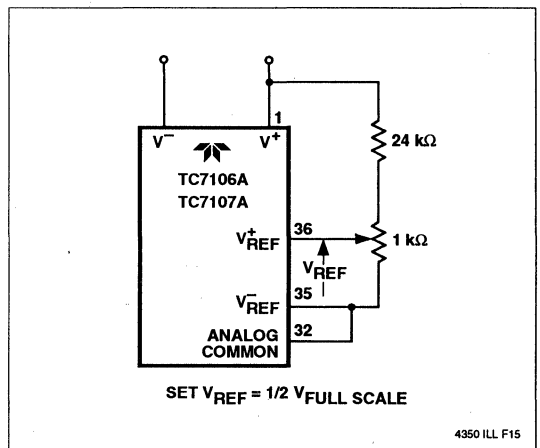 1
V⁻
V⁺
24 kΩ
TC7106A
TC7107A
V⁺REF
36
1 kΩ
VREF
V⁻REF
35
ANALOG
COMMON
32
SET VREF = 1/2 VFULL SCALE
4350 ILL F15